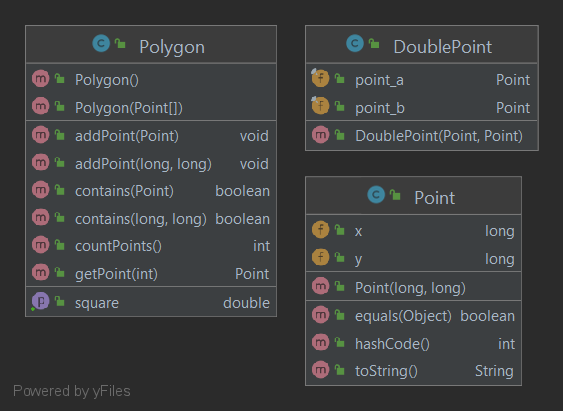 Polygon
Polygon()
Polygon(Point[])
addPoint(Point) void
addPoint(long, long) void
contains(Point) boolean
contains(long, long) boolean
countPoints() int
getPoint(int) Point
square double
DoublePoint
point_a Point
point_b Point
DoublePoint(Point, Point)
Point
x long
y long
Point(long, long)
equals(Object) boolean
hashCode() int
toString() String
Powered by yFiles